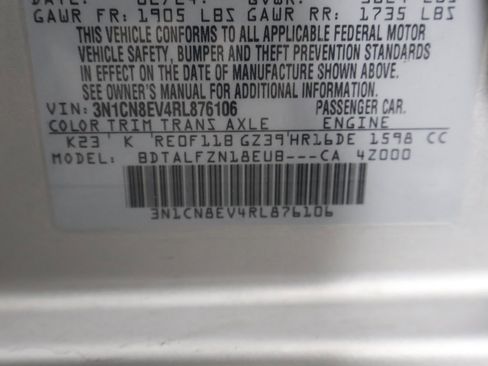 GAWR FR: 1905 LBS GAWR RR: 1735 LBS
THIS VEHICLE CONFORMS TO ALL APPLICABLE FEDERAL MOTOR
VEHICLE SAFETY, BUMPER AND THEFT PREVENTION STANDARDS
IN EFFECT ON THE DATE OF MANUFACTURE SHOWN ABOVE.
SEE OWNER'S MANUAL FOR ADDITIONAL INFORMATION.
VIN: 3N1CN8EV4RL876106 PASSENGER CAR.
COLOR TRIM TRANS AXLE ENGINE
K23 K RE0F11B GZ39 HR16DE 1598 CC
MODEL: BDTALFZN18EU8---CA 4Z000
3N1CN8EV4RL876106